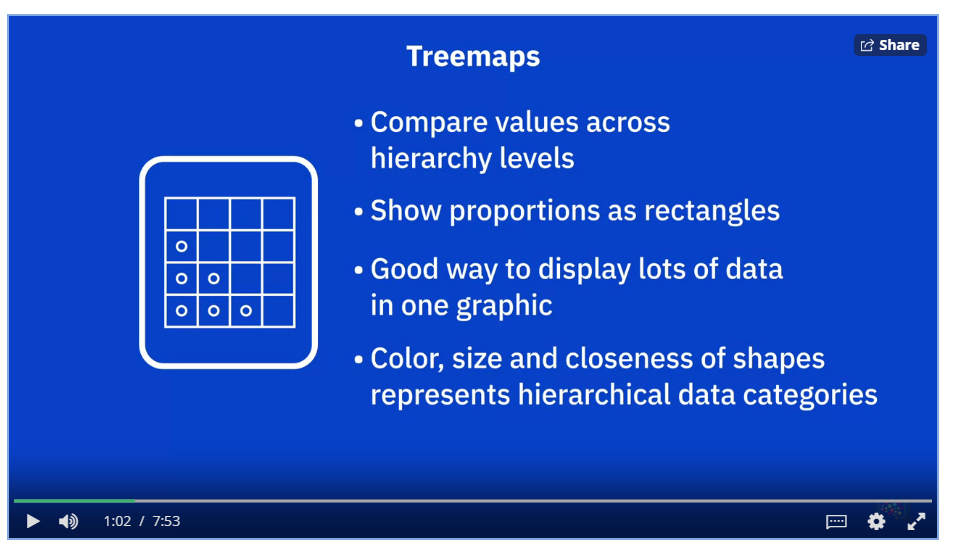 Treemaps
Share
• Compare values across
hierarchy levels
• Show proportions as rectangles
• Good way to display lots of data
in one graphic
• Color, size and closeness of shapes
represents hierarchical data categories
1:02 / 7:53